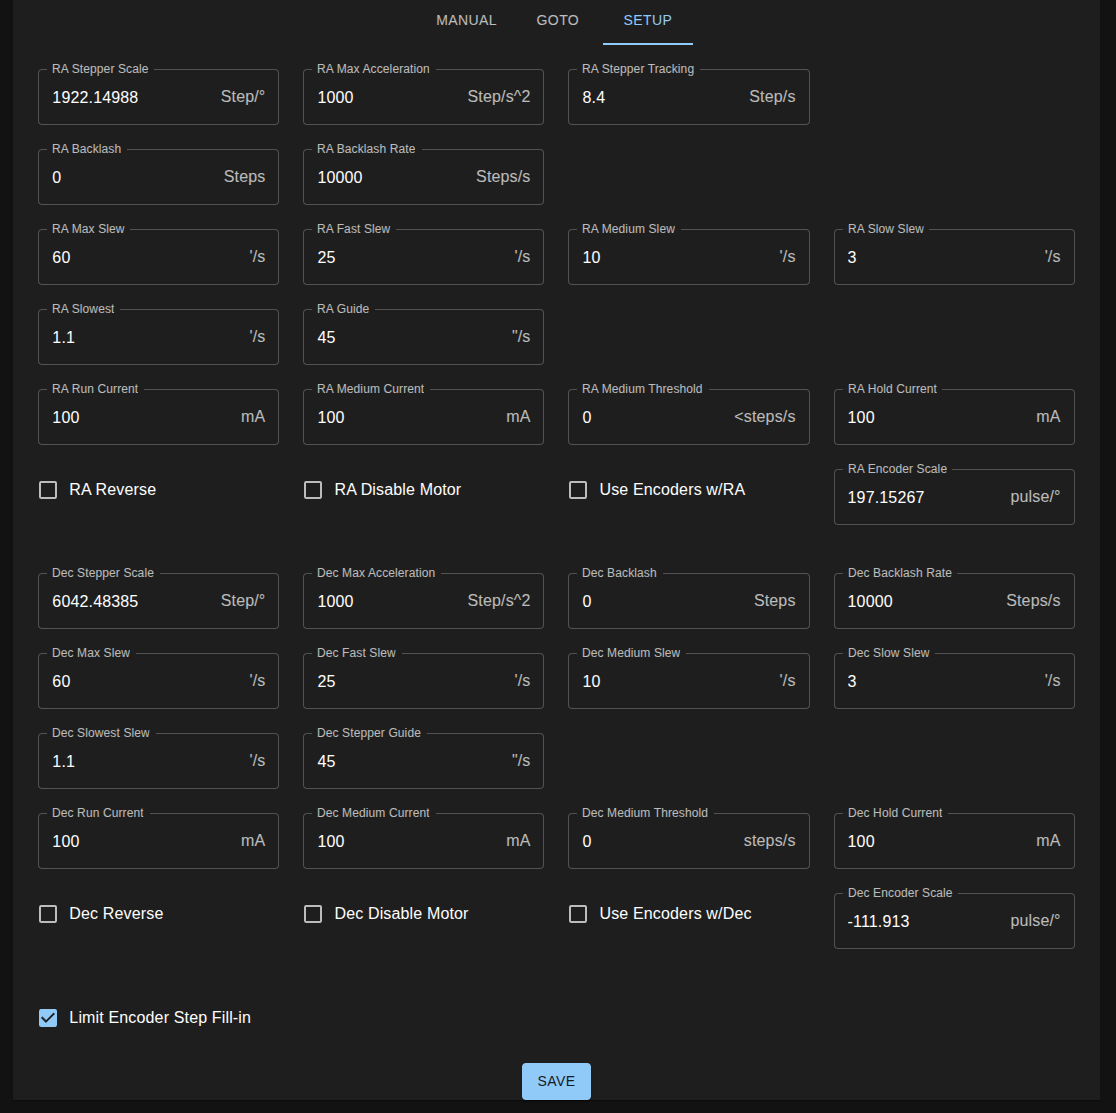 MANUAL GOTO SETUP
RA Stepper Scale RA Max Acceleration RA Stepper Tracking
1922.14988 Step/° 1000 Step/s^2 8.4 Step/s
RA Backlash RA Backlash Rate
0 Steps 10000 Steps/s
RA Max Slew RA Fast Slew RA Medium Slew RA Slow Slew
60 '/s 25 '/s 10 '/s 3 '/s
RA Slowest RA Guide
1.1 '/s 45 "/s
RA Run Current RA Medium Current RA Medium Threshold RA Hold Current
100 mA 100 mA 0 <steps/s 100 mA
RA Encoder Scale
RA Reverse RA Disable Motor Use Encoders w/RA 197.15267 pulse/°
Dec Stepper Scale Dec Max Acceleration Dec Backlash Dec Backlash Rate
6042.48385 Step/° 1000 Step/s^2 0 Steps 10000 Steps/s
Dec Max Slew Dec Fast Slew Dec Medium Slew Dec Slow Slew
60 '/s 25 '/s 10 '/s 3 '/s
Dec Slowest Slew Dec Stepper Guide
1.1 '/s 45 "/s
Dec Run Current Dec Medium Current Dec Medium Threshold Dec Hold Current
100 mA 100 mA 0 steps/s 100 mA
Dec Encoder Scale
Dec Reverse Dec Disable Motor Use Encoders w/Dec -111.913 pulse/°
Limit Encoder Step Fill-in
SAVE